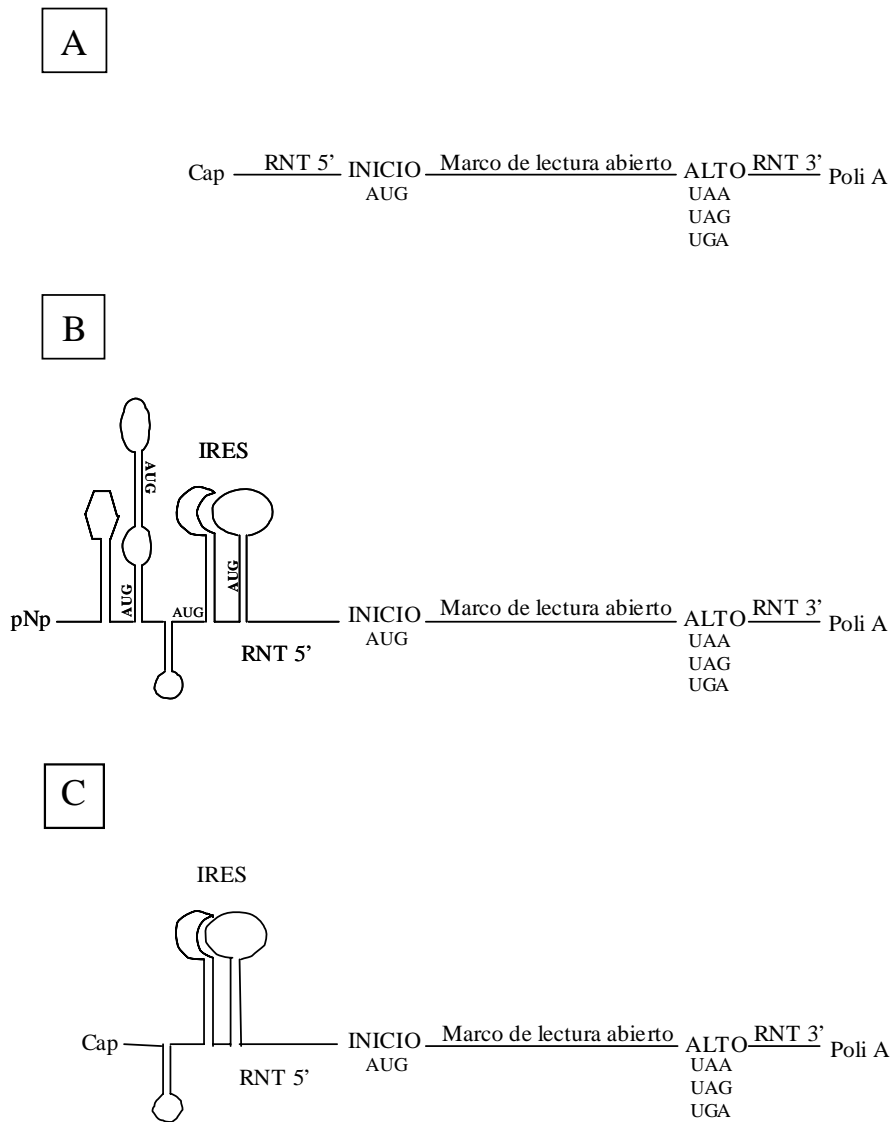 A
Cap RNT 5’ INICIO Marco de lectura abierto ALTO RNT 3’ Poli A
AUG UAA
UAG
UGA
B
IRES
AUG
AUG
AUG AUG
pNp INICIO Marco de lectura abierto ALTO RNT 3’ Poli A
RNT 5’ AUG UAA
UAG
UGA
C
IRES
Cap INICIO Marco de lectura abierto ALTO RNT 3’ Poli A
RNT 5’ AUG UAA
UAG
UGA